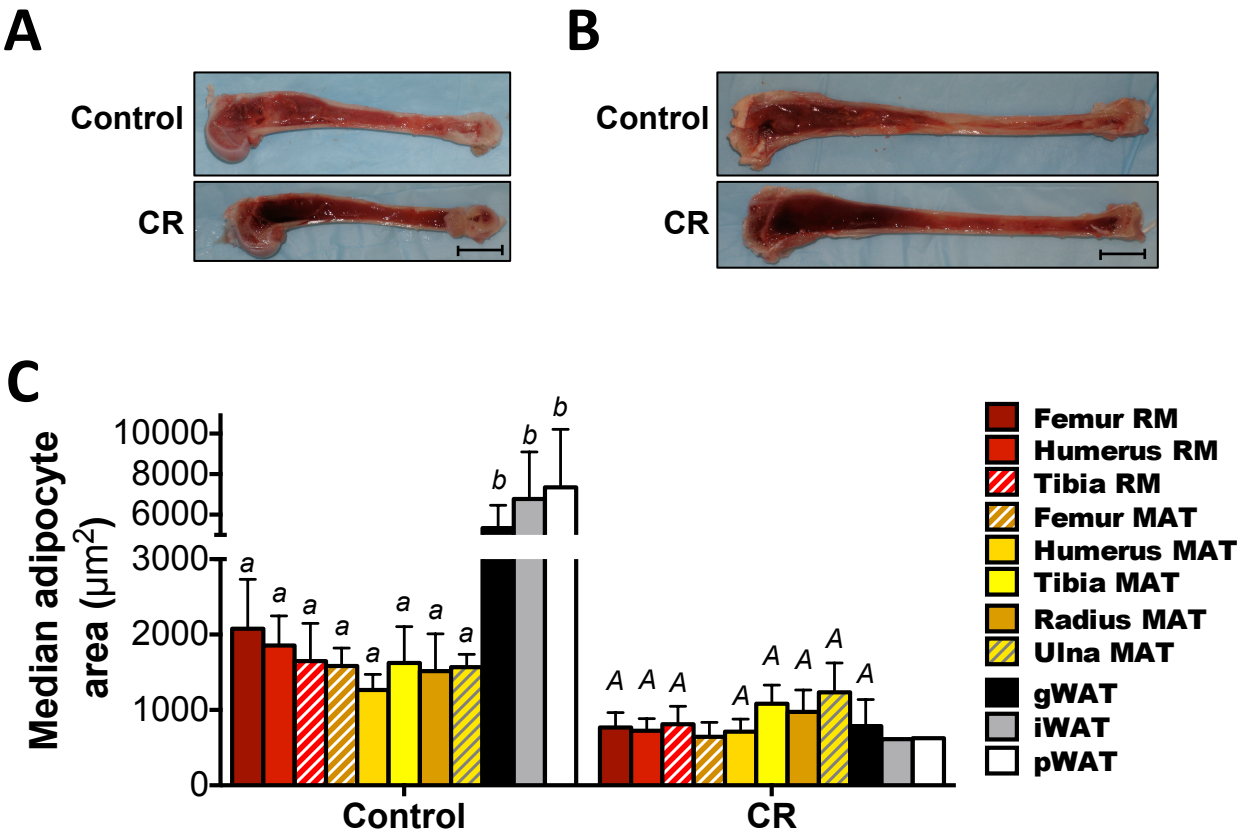 A
B
Control
CR
Control
CR
C
Median adipocyte
area (µm²)
10000
8000
6000
3000
2000
1000
0
a
a
a
a
a
a
a
a
b
b
b
A
A
A
A
A
A
A
A
Control
CR
Femur RM
Humerus RM
Tibia RM
Femur MAT
Humerus MAT
Tibia MAT
Radius MAT
Ulna MAT
gWAT
iWAT
pWAT